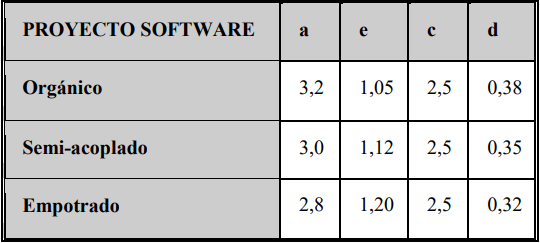 PROYECTO SOFTWARE a e c d
Orgánico 3,2 1,05 2,5 0,38
Semi-acoplado 3,0 1,12 2,5 0,35
Empotrado 2,8 1,20 2,5 0,32